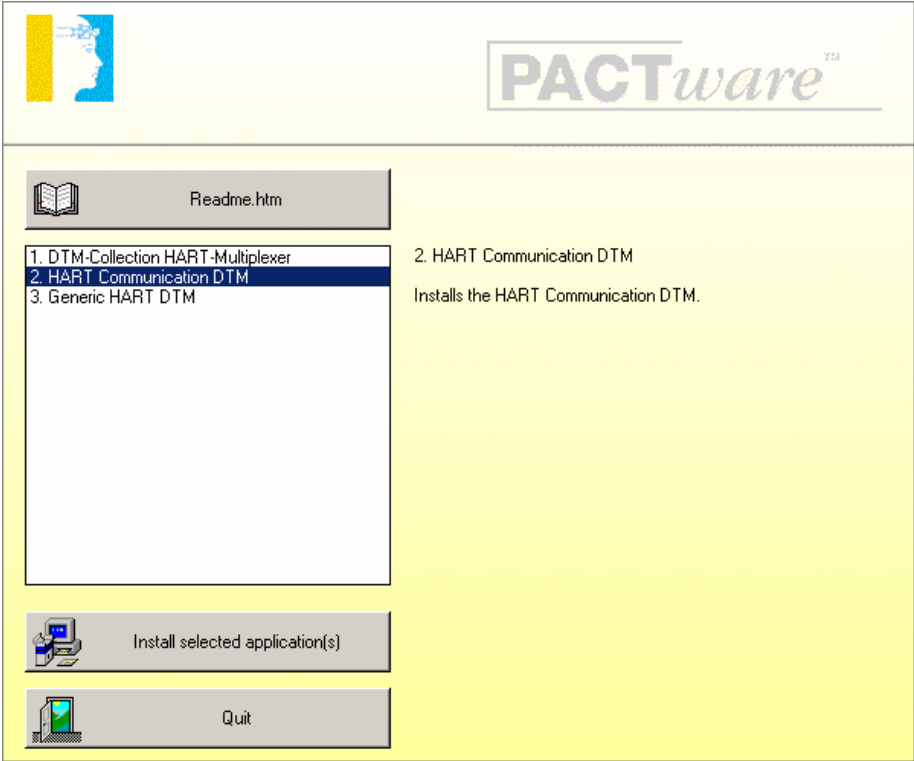 PACTware™
Readme.htm
1. DTM-Collection HART-Multiplexer
2. HART Communication DTM
3. Generic HART DTM
2. HART Communication DTM
Installs the HART Communication DTM.
Install selected application(s)
Quit